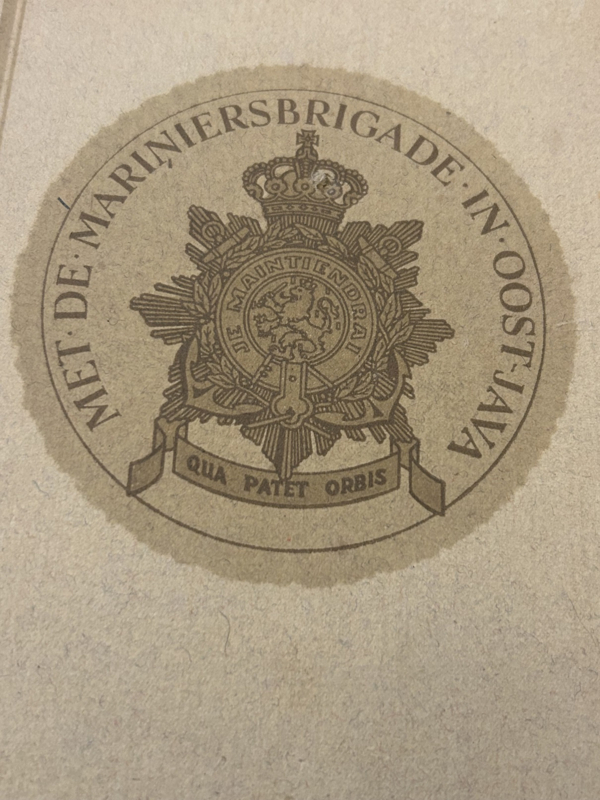 MET·DE·MARINIERSBRIGADE·IN·OOST-JAVA
JE MAINTIENDRAI
QUA PATET ORBIS